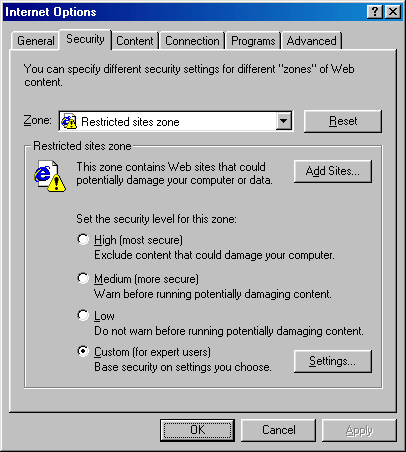 Internet Options
General Security Content Connection Programs Advanced
You can specify different security settings for different "zones" of Web
content.
Zone: Restricted sites zone Reset
Restricted sites zone
This zone contains Web sites that could
potentially damage your computer or data.
Add Sites...
Set the security level for this zone:
High (most secure)
Exclude content that could damage your computer.
Medium (more secure)
Warn before running potentially damaging content.
Low
Do not warn before running potentially damaging content.
Custom (for expert users)
Base security on settings you choose.
Settings...
OK Cancel Apply